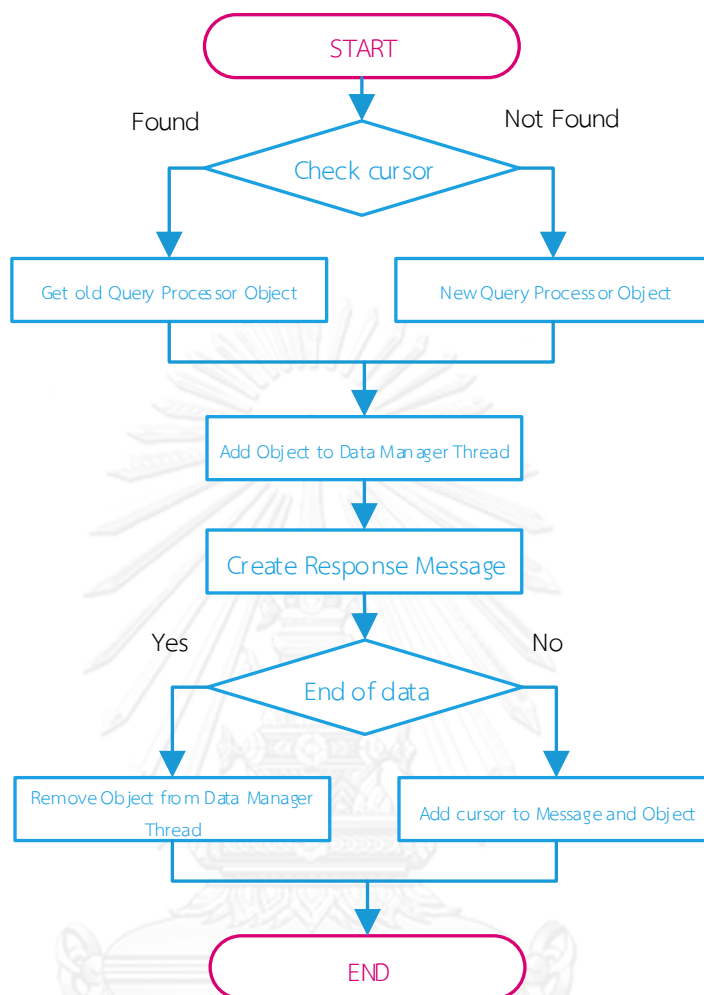 START
Found
Not Found
Check cursor
Get old Query Processor Object
New Query Processor Object
Add Object to Data Manager Thread
Create Response Message
Yes
No
End of data
Remove Object from Data Manager
Thread
Add cursor to Message and Object
END